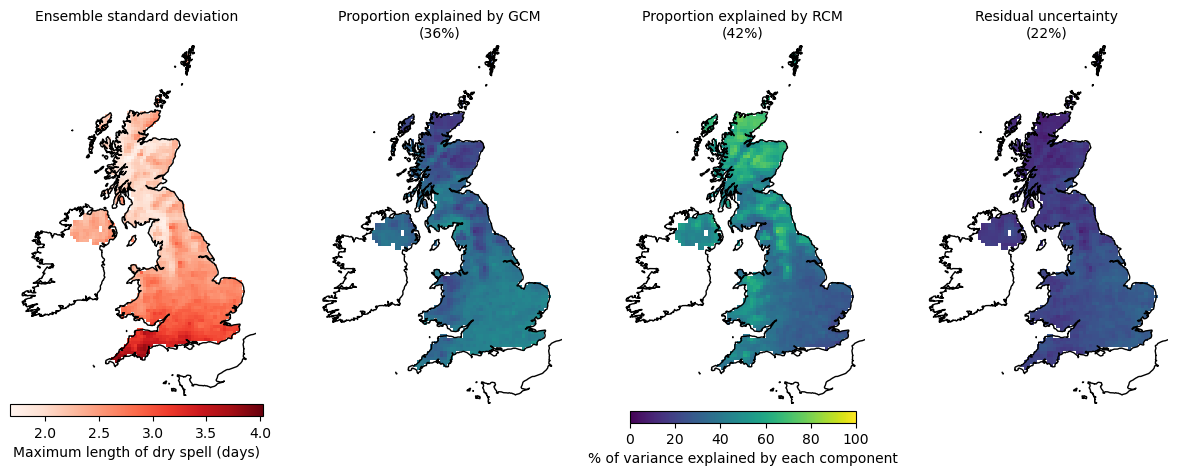 Ensemble standard deviation
Proportion explained by GCM
(36%)
Proportion explained by RCM
(42%)
Residual uncertainty
(22%)
2.0 2.5 3.0 3.5 4.0
Maximum length of dry spell (days)
0 20 40 60 80 100
% of variance explained by each component